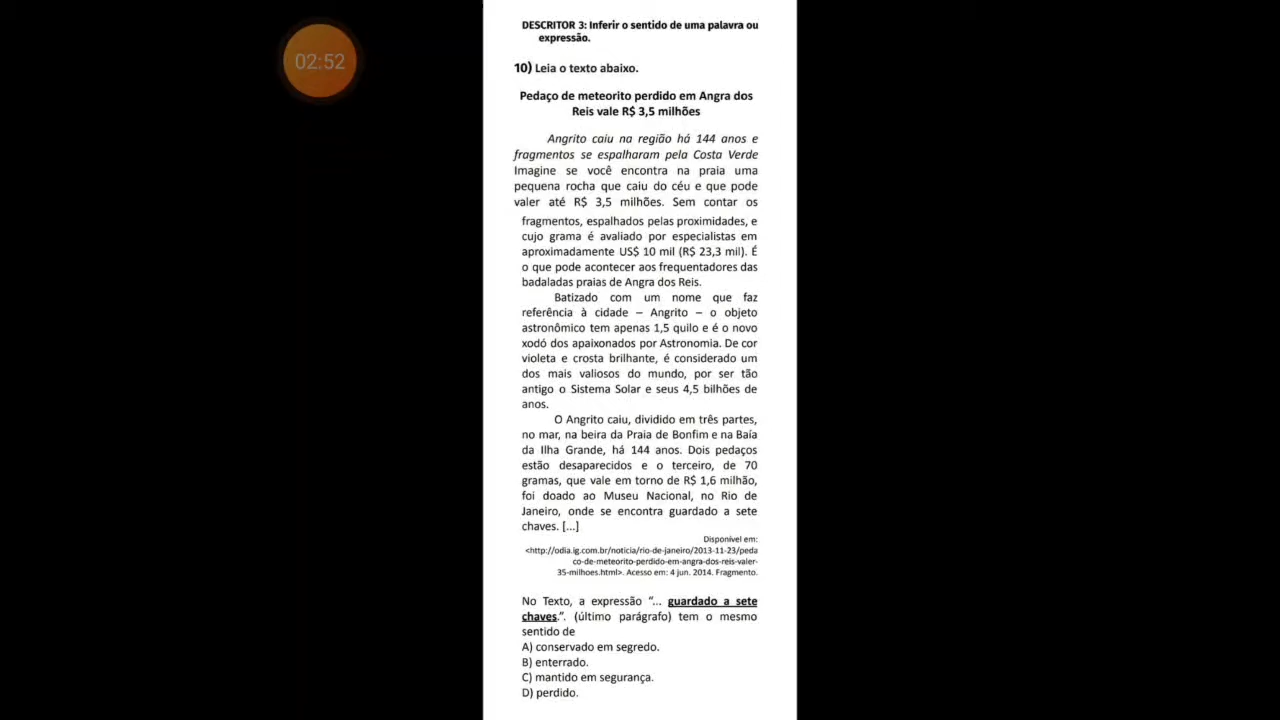 02:52
DESCRITOR 3: Inferir o sentido de uma palavra ou
expressão.
10) Leia o texto abaixo.
Pedaço de meteorito perdido em Angra dos
Reis vale R$ 3,5 milhões
Angrito caiu na região há 144 anos e
fragmentos se espalharam pela Costa Verde
Imagine se você encontra na praia uma
pequena rocha que caiu do céu e que pode
valer até R$ 3,5 milhões. Sem contar os
fragmentos, espalhados pelas proximidades, e
cujo grama é avaliado por especialistas em
aproximadamente US$ 10 mil (R$ 23,3 mil). É
o que pode acontecer aos frequentadores das
badaladas praias de Angra dos Reis.
Batizado com um nome que faz
referência à cidade – Angrito – o objeto
astronômico tem apenas 1,5 quilo e é o novo
xodó dos apaixonados por Astronomia. De cor
violeta e crosta brilhante, é considerado um
dos mais valiosos do mundo, por ser tão
antigo o Sistema Solar e seus 4,5 bilhões de
anos.
O Angrito caiu, dividido em três partes,
no mar, na beira da Praia de Bonfim e na Baía
da Ilha Grande, há 144 anos. Dois pedaços
estão desaparecidos e o terceiro, de 70
gramas, que vale em torno de R$ 1,6 milhão,
foi doado ao Museu Nacional, no Rio de
Janeiro, onde se encontra guardado a sete
chaves. [...]
Disponível em:
<http://odia.ig.com.br/noticia/rio-de-janeiro/2013-11-23/peda
co-de-meteorito-perdido-em-angra-dos-reis-valer-
35-milhoes.html>. Acesso em: 4 jun. 2014. Fragmento.
No Texto, a expressão “... guardado a sete
chaves.”. (último parágrafo) tem o mesmo
sentido de
A) conservado em segredo.
B) enterrado.
C) mantido em segurança.
D) perdido.